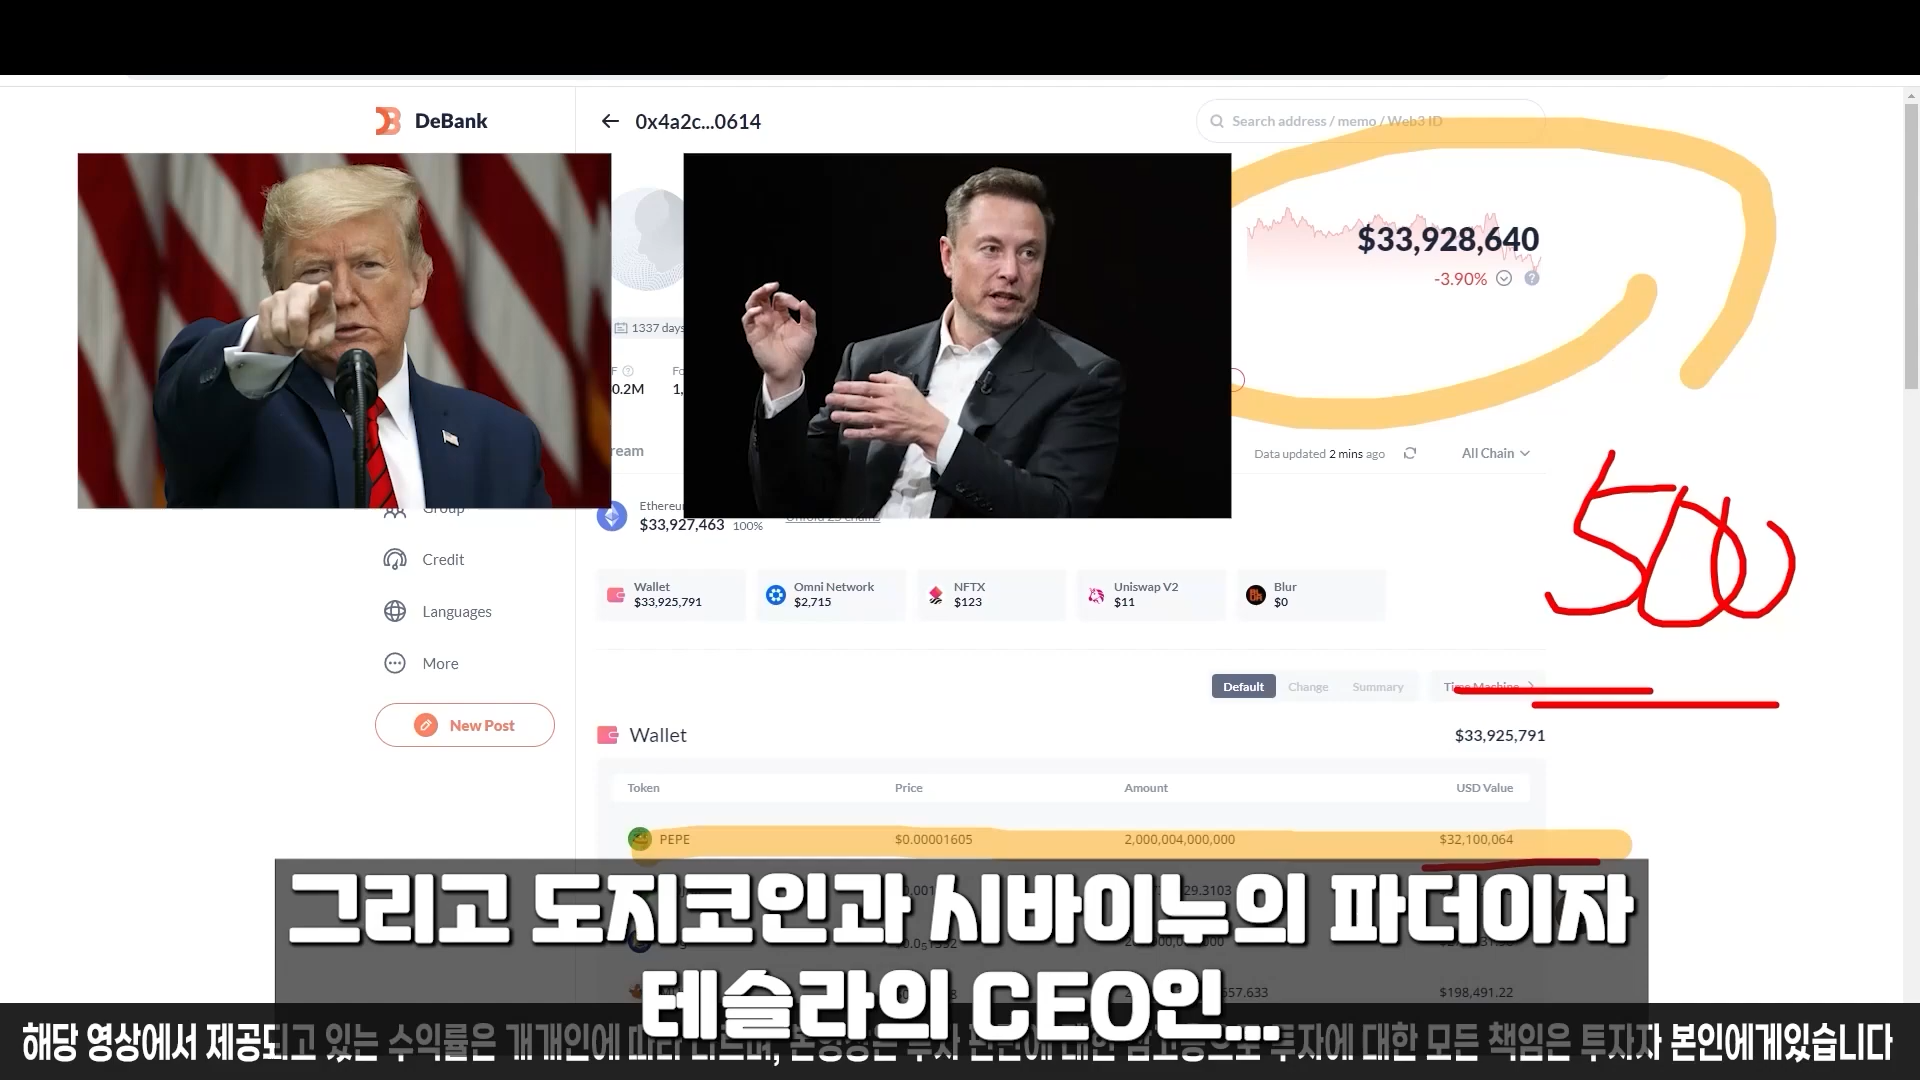 DeBank
0x4a2c...0614
Search address / memo / Web3 ID
$33,928,640
-3.90%
1337 days
0.2M
1,
Data updated 2 mins ago
All Chain
$33,927,463 100%
Group
Credit
Languages
More
New Post
Wallet
$33,925,791
Omni Network
$2,715
NFTX
$123
Uniswap V2
$11
Blur
$0
500
Default Change Summary Time Machine
Wallet $33,925,791
Token Price Amount USD Value
PEPE $0.00001605 2,000,004,000,000 $32,100,064
$198,491.22
그리고 도지코인과 시바이누의 파더이자
테슬라의 CEO인...
해당 영상에서 제공되고 있는 수익률은 개개인에 투자에 대한 모든 책임은 투자자 본인에게있습니다